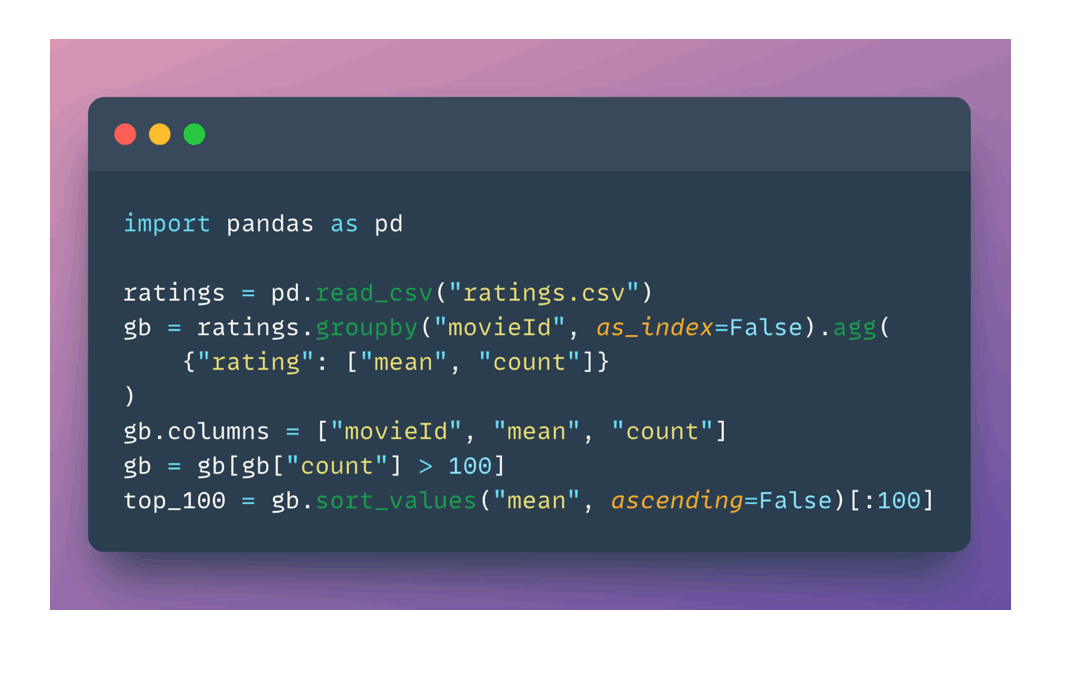 import pandas as pd
ratings = pd.read_csv("ratings.csv")
gb = ratings.groupby("movieId", as_index=False).agg(
    {"rating": ["mean", "count"]}
)
gb.columns = ["movieId", "mean", "count"]
gb = gb[gb["count"] > 100]
top_100 = gb.sort_values("mean", ascending=False)[:100]